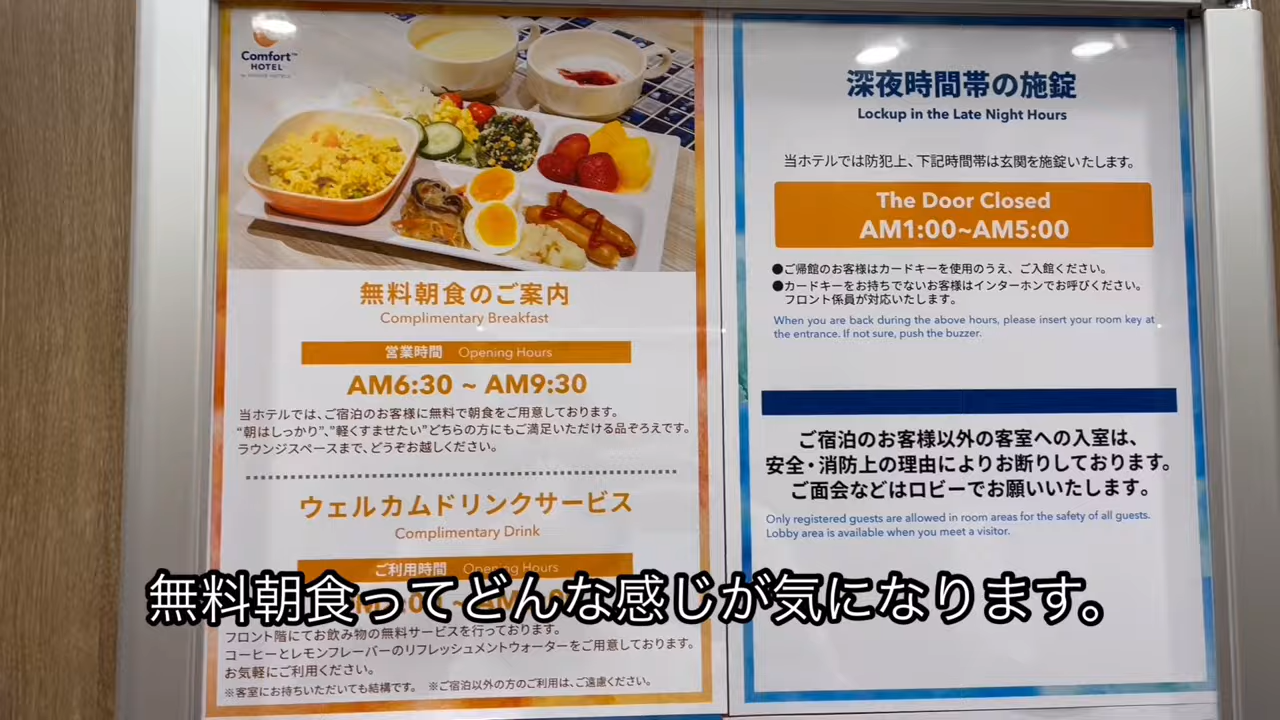 Comfort™
HOTEL
無料朝食のご案内
Complimentary Breakfast
営業時間 Opening Hours
AM6:30 ~ AM9:30
当ホテルでは、ご宿泊のお客様に無料で朝食をご用意しております。
“朝はしっかり”、”軽くすませたい”どちらの方にもご満足いただける品ぞろえです。
ラウンジスペースまで、どうぞお越しください。
ウェルカムドリンクサービス
Complimentary Drink
ご利用時間 Opening Hours
フロント階にてお飲み物の無料サービスを行っております。
コーヒーとレモンフレーバーのリフレッシュメントウォーターをご用意しております。
お気軽にご利用ください。
※客室にお持ちいただいても結構です。 ※ご宿泊以外の方のご利用は、ご遠慮ください。
深夜時間帯の施錠
Lockup in the Late Night Hours
当ホテルでは防犯上、下記時間帯は玄関を施錠いたします。
The Door Closed
AM1:00~AM5:00
●ご帰館のお客様はカードキーを使用のうえ、ご入館ください。
●カードキーをお持ちでないお客様はインターホンでお呼びください。
フロント係員が対応いたします。
When you are back during the above hours, please insert your room key at
the entrance. If not sure, push the buzzer.
ご宿泊のお客様以外の客室への入室は、
安全・消防上の理由によりお断りしております。
ご面会などはロビーでお願いいたします。
Only registered guests are allowed in room areas for the safety of all guests.
Lobby area is available when you meet a visitor.
無料朝食ってどんな感じが気になります。